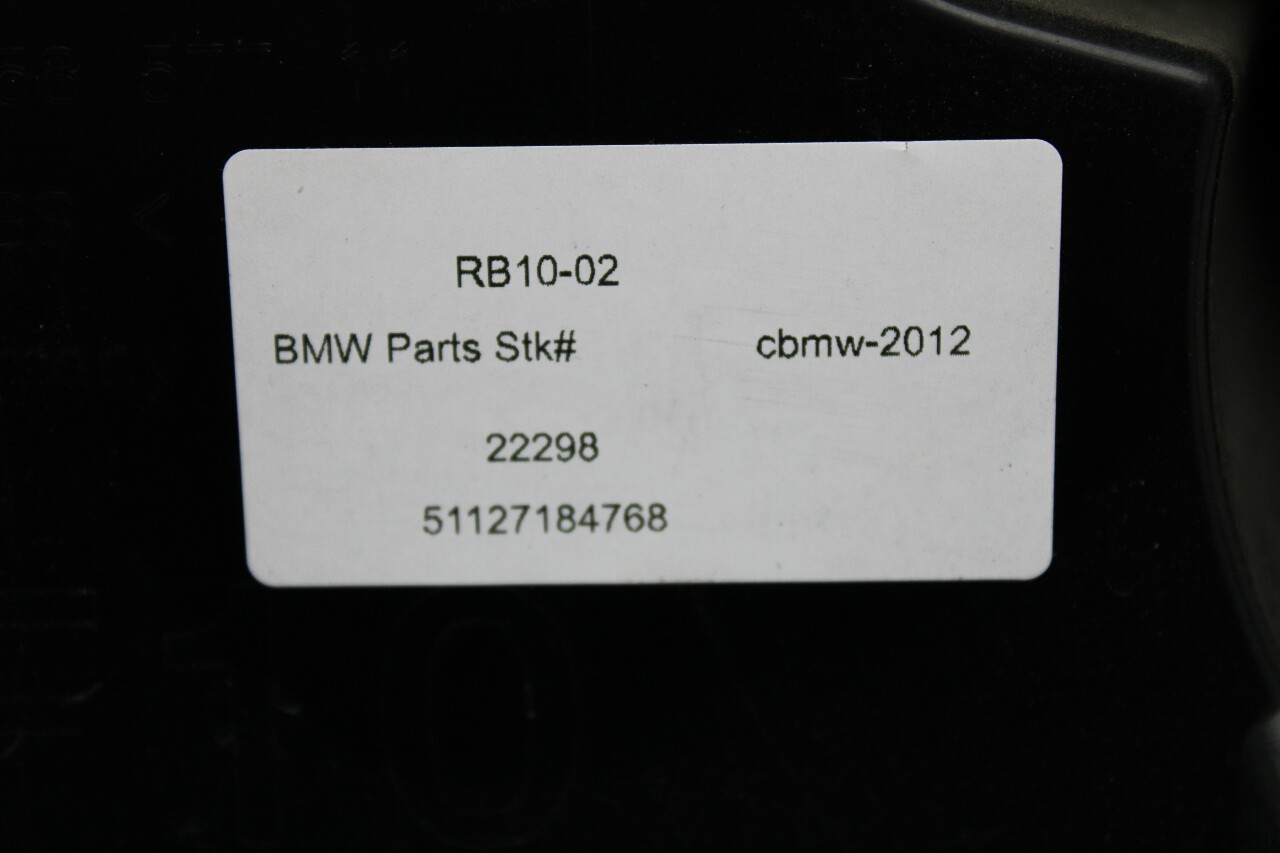 RB10-02
BMW Parts Stk# cbmw-2012
22298
51127184768